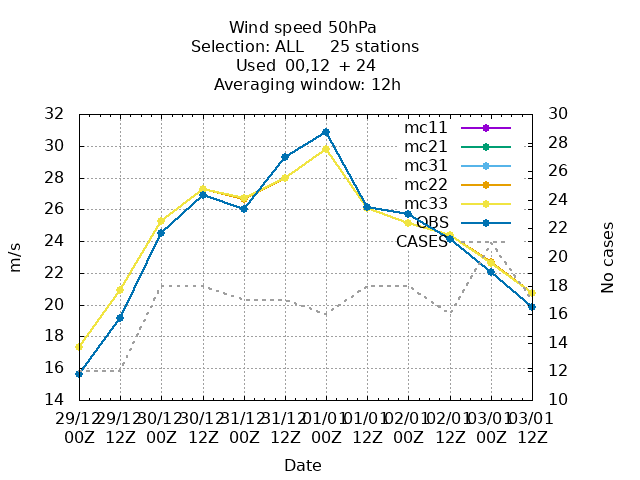 Wind speed 50hPa
Selection: ALL 25 stations
Used 00,12 + 24
Averaging window: 12h
32 30
30 28
28 26
26 24
24 22
22 20
20 18
18 16
16 14
14 12
10
m/s
No cases
mc11
mc21
mc31
mc22
mc33
OBS
CASES
29/12 29/12 30/12 30/12 31/12 31/12 01/01 01/01 02/01 02/01 03/01 03/01
00Z 12Z 00Z 12Z 00Z 12Z 00Z 12Z 00Z 12Z 00Z 12Z
Date